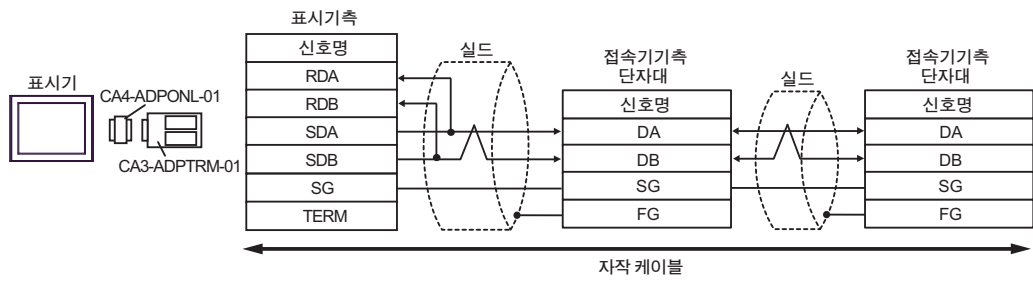 표시기
CA4-ADPONL-01
CA3-ADPTRM-01
표시기측
신호명
RDA
RDB
SDA
SDB
SG
TERM
실드
접속기기측
단자대
신호명
DA
DB
SG
FG
실드
접속기기측
단자대
신호명
DA
DB
SG
FG
자작 케이블